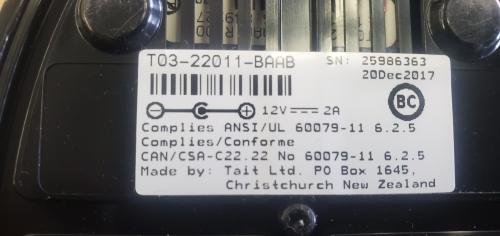 T03-22011-BAAB SN: 25986363
20Dec2017
BC
12V⎓2A
Complies ANSI/UL 60079-11 6.2.5
Complies/Conforme
CAN/CSA-C22.22 No 60079-11 6.2.5
Made by: Tait Ltd. PO Box 1645,
Christchurch New Zealand